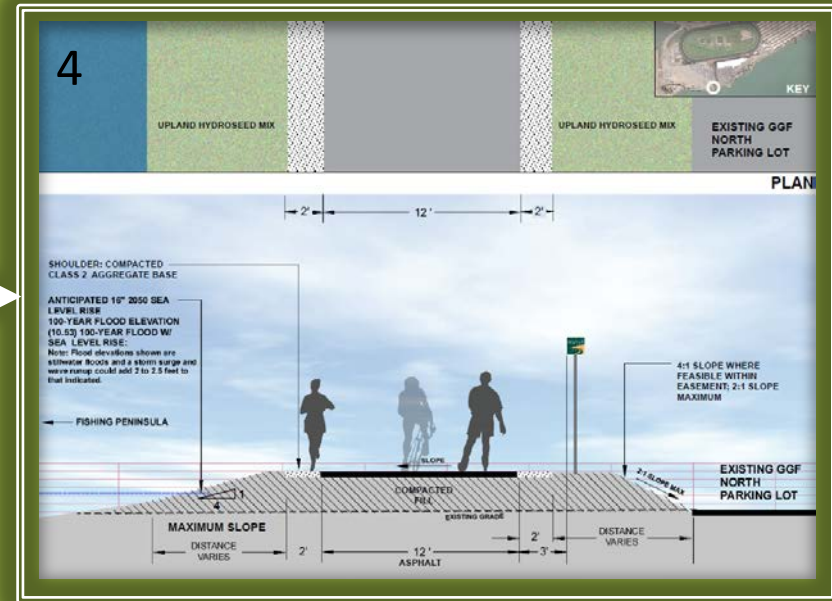 4
KEY
UPLAND HYDROSEED MIX
UPLAND HYDROSEED MIX
EXISTING GGF
NORTH
PARKING LOT
PLAN
2'
12 '
2'
SHOULDER: COMPACTED
CLASS 2 AGGREGATE BASE
ANTICIPATED 16" 2050 SEA
LEVEL RISE
100-YEAR FLOOD ELEVATION
(10.53) 100-YEAR FLOOD W/
SEA LEVEL RISE:
Note: Flood elevations shown are
stillwater floods and a storm surge and
wave runup could add 2 to 2.5 feet to
that indicated.
4:1 SLOPE WHERE
FEASIBLE WITHIN
EASEMENT; 2:1 SLOPE
MAXIMUM
FISHING PENINSULA
SLOPE
2:1 SLOPE MAX
EXISTING GGF
NORTH
PARKING LOT
1
4
COMPACTED
FILL
EXISTING GRADE
MAXIMUM SLOPE
DISTANCE
VARIES
2'
12 '
ASPHALT
2'
3'
DISTANCE
VARIES